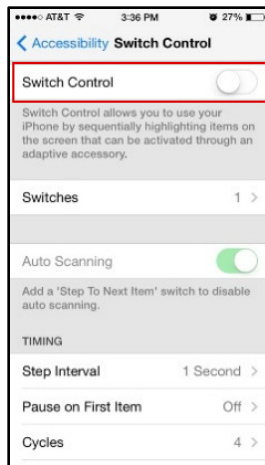 AT&T 3:36 PM 27%
Accessibility Switch Control
Switch Control
Switch Control allows you to use your
iPhone by sequentially highlighting items on
the screen that can be activated through an
adaptive accessory.
Switches 1
Auto Scanning
Add a 'Step To Next Item' switch to disable
auto scanning.
TIMING
Step Interval 1 Second
Pause on First Item Off
Cycles 4